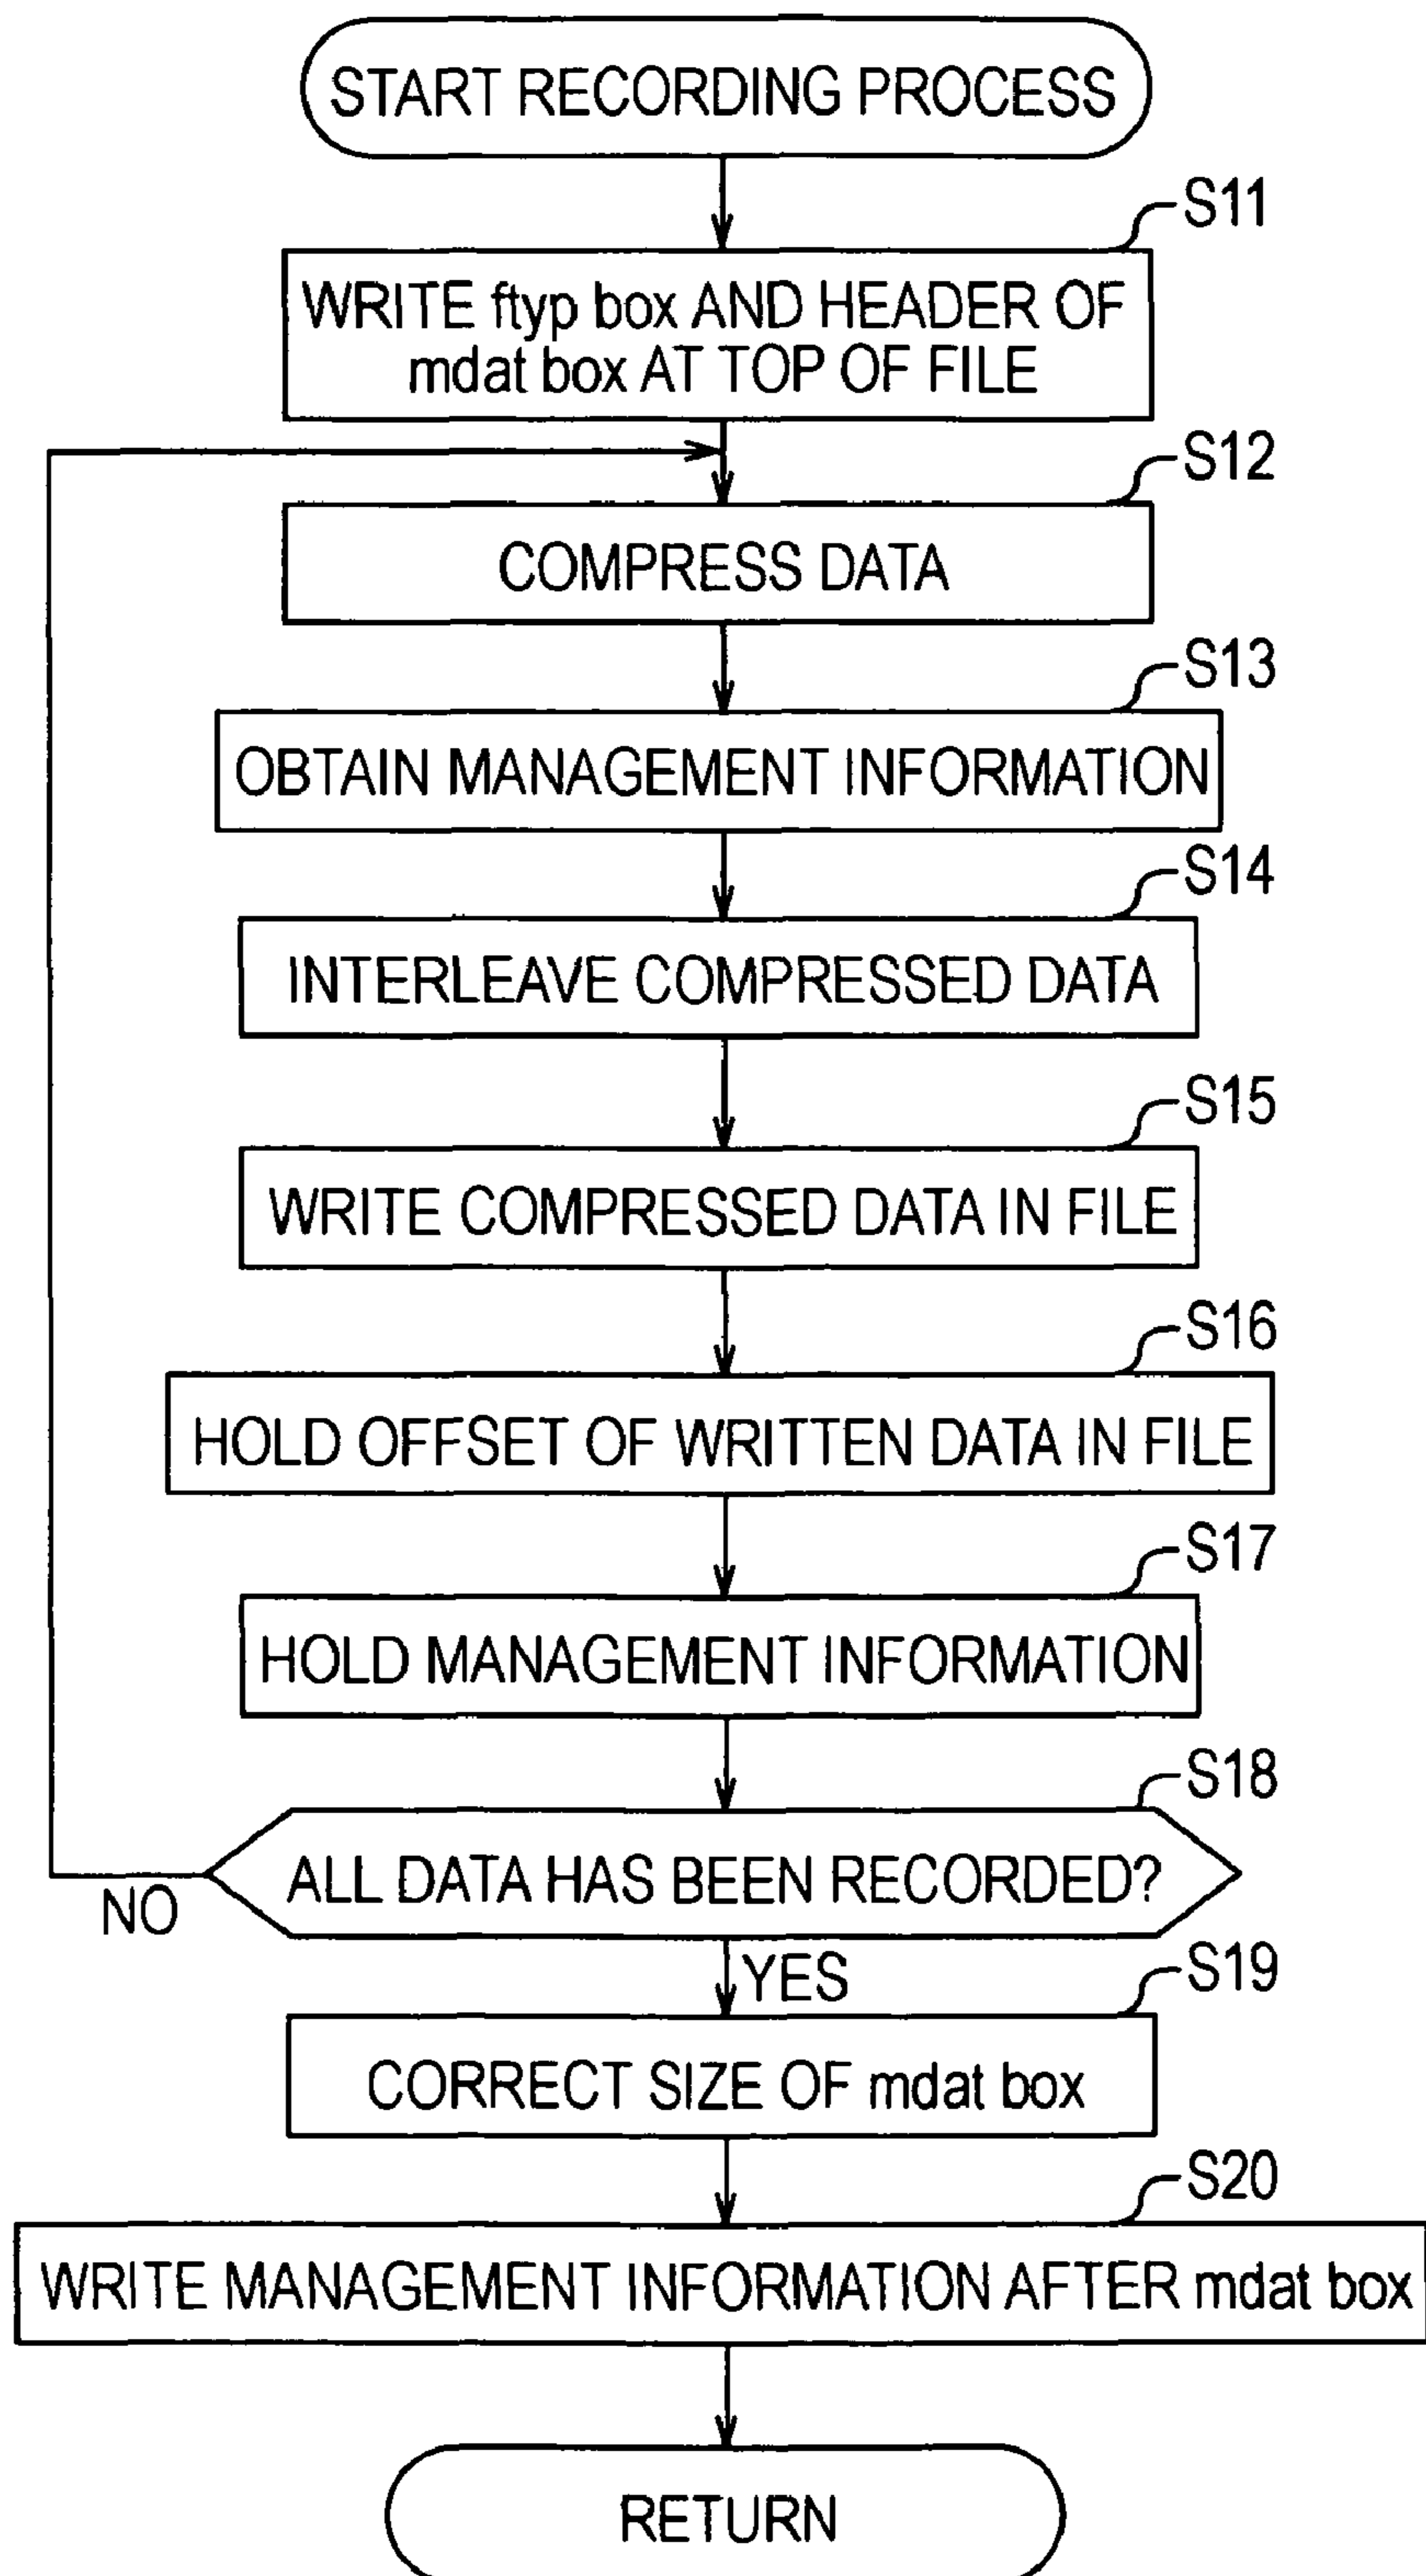 START RECORDING PROCESS
S11
WRITE ftyp box AND HEADER OF
mdat box AT TOP OF FILE
S12
COMPRESS DATA
S13
OBTAIN MANAGEMENT INFORMATION
S14
INTERLEAVE COMPRESSED DATA
S15
WRITE COMPRESSED DATA IN FILE
S16
HOLD OFFSET OF WRITTEN DATA IN FILE
S17
HOLD MANAGEMENT INFORMATION
S18
ALL DATA HAS BEEN RECORDED?
NO
YES
S19
CORRECT SIZE OF mdat box
S20
WRITE MANAGEMENT INFORMATION AFTER mdat box
RETURN